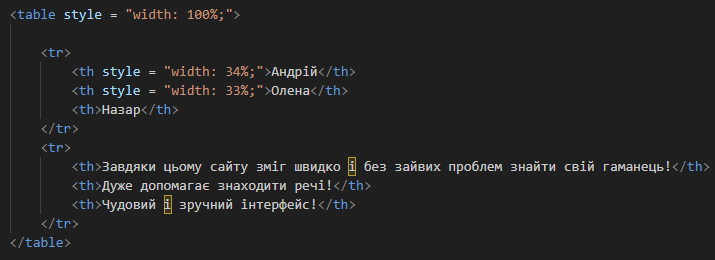 <table style = "width: 100%;">
<tr>
<th style = "width: 34%;">Андрій</th>
<th style = "width: 33%;">Олена</th>
<th>Назар</th>
</tr>
<tr>
<th>Завдяки цьому сайту зміг швидко і без зайвих проблем знайти свій гаманець!</th>
<th>Дуже допомагає знаходити речі!</th>
<th>Чудовий і зручний інтерфейс!</th>
</tr>
</table>